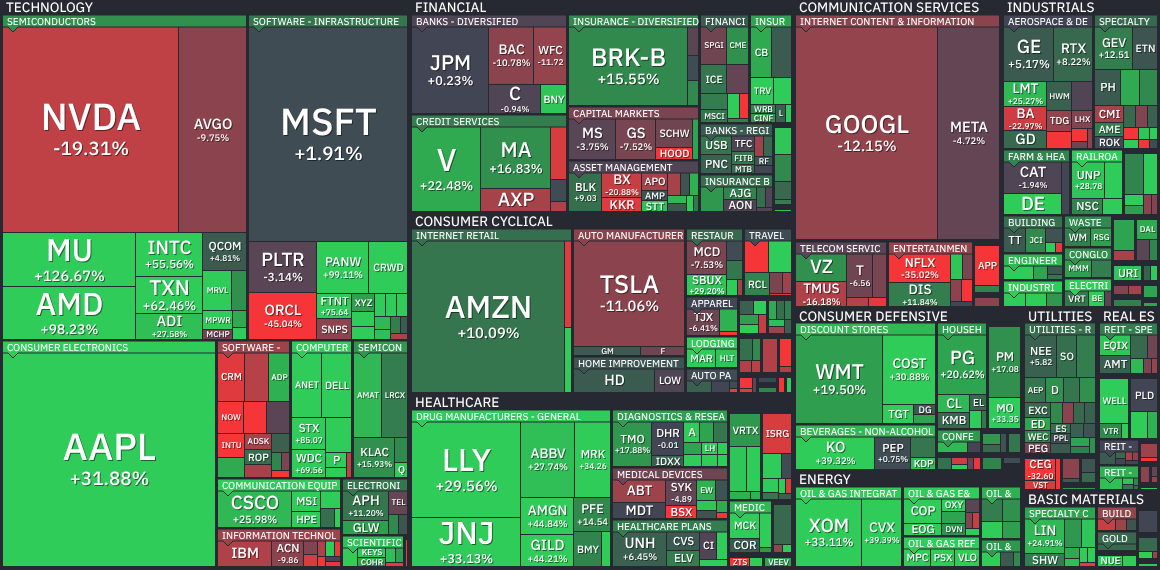 TECHNOLOGY
SEMICONDUCTORS
NVDA
-19.31%
AVGO
-9.75%
MU
+126.67%
AMD
+98.23%
INTC
+55.56%
TXN
+62.46%
ADI
+27.58%
QCOM
+4.81%
MRVL
MPWR
MCHP
SOFTWARE - INFRASTRUCTURE
MSFT
+1.91%
PLTR
-3.14%
ORCL
-45.04%
PANW
+99.11%
CRWD
FTNT
+75.64
XYZ
SNPS
CONSUMER ELECTRONICS
AAPL
+31.88%
SOFTWARE -
CRM
ADP
NOW
INTU
ADSK
ROP
COMPUTER
ANET
DELL
STX
+85.07
WDC
+69.56
P
SEMICON
AMAT
LRCX
KLAC
+15.93%
Q
COMMUNICATION EQUIP
CSCO
+25.98%
MSI
HPE
INFORMATION TECHNOL
IBM
ACN
-9.86
ELECTRONI
APH
+11.20%
TEL
GLW
SCIENTIFIC
KEYS
COHR
FINANCIAL
BANKS - DIVERSIFIED
JPM
+0.23%
BAC
-10.78%
WFC
-11.72
C
-0.94%
BNY
CREDIT SERVICES
V
+22.48%
MA
+16.83%
AXP
INSURANCE - DIVERSIFIED
BRK-B
+15.55%
CAPITAL MARKETS
MS
-3.75%
GS
-7.52%
SCHW
HOOD
ASSET MANAGEMENT
BLK
+9.03
BX
-20.88%
KKR
APO
AMP
STT
FINANCI
SPGI
CME
ICE
MSCI
INSUR
CB
TRV
WRB
CINF
L
BANKS - REGI
USB
TFC
PNC
FITB
RF
MTB
INSURANCE B
AJG
AON
CONSUMER CYCLICAL
INTERNET RETAIL
AMZN
+10.09%
AUTO MANUFACTURER
TSLA
-11.06%
GM
F
HOME IMPROVEMENT
HD
LOW
RESTAUR
MCD
-7.53%
SBUX
+29.20%
APPAREL
TJX
-6.41%
LODGING
MAR
HLT
AUTO PA
TRAVEL
RCL
HEALTHCARE
DRUG MANUFACTURERS - GENERAL
LLY
+29.56%
JNJ
+33.13%
ABBV
+27.74%
MRK
+34.26
AMGN
+44.84%
PFE
+14.54
GILD
+44.21%
BMY
DIAGNOSTICS & RESEA
TMO
+17.88%
DHR
-0.01
A
LH
IDXX
MEDICAL DEVICES
ABT
SYK
-4.89
EW
MDT
BSX
HEALTHCARE PLANS
UNH
+6.45%
CVS
CI
ELV
VRTX
ISRG
MEDIC
MCK
COR
ZTS
VEEV
COMMUNICATION SERVICES
INTERNET CONTENT & INFORMATION
GOOGL
-12.15%
META
-4.72%
TELECOM SERVIC
VZ
T
-6.56
TMUS
-16.18%
ENTERTAINMEN
NFLX
-35.02%
DIS
+11.84%
APP
INDUSTRIALS
AEROSPACE & DE
GE
+5.17%
RTX
+8.22%
LMT
+25.27%
HWM
BA
-22.97%
TDG
LHX
GD
SPECIALTY
GEV
+12.51
ETN
PH
CMI
AME
ROK
FARM & HEA
CAT
-1.94%
DE
RAILROA
UNP
+28.78
NSC
BUILDING
TT
JCI
WASTE
WM
RSG
DAL
CONGLO
MMM
ENGINEER
URI
INDUSTRI
ELECTRI
VRT
BE
CONSUMER DEFENSIVE
DISCOUNT STORES
WMT
+19.50%
COST
+30.88%
TGT
DG
HOUSEH
PG
+20.62%
CL
EL
KMB
PM
+17.08
MO
+33.35
BEVERAGES - NON-ALCOHOL
KO
+39.32%
PEP
+0.75%
KDP
CONFE
ENERGY
OIL & GAS INTEGRAT
XOM
+33.11%
CVX
+39.39%
OIL & GAS E&
COP
OXY
EOG
DVN
OIL & GAS REF
MPC
PSX
VLO
OIL &
OIL &
UTILITIES
UTILITIES - R
NEE
+5.82
SO
AEP
D
EXC
ED
WEC
ES
PPL
PEG
CEG
-32.60
VST
REAL ES
REIT - SPE
EQIX
AMT
WELL
PLD
VTR
REIT -
REIT -
BASIC MATERIALS
SPECIALTY C
LIN
+24.91%
SHW
BUILD
GOLD
NUE